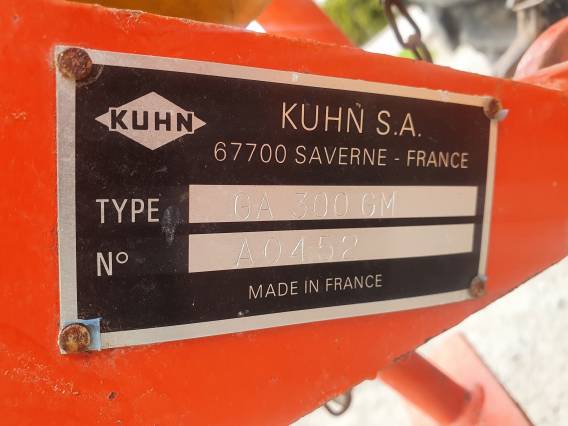 KUHN
KUHN S.A.
67700 SAVERNE - FRANCE
TYPE GA 300 GM
N° A0452
MADE IN FRANCE